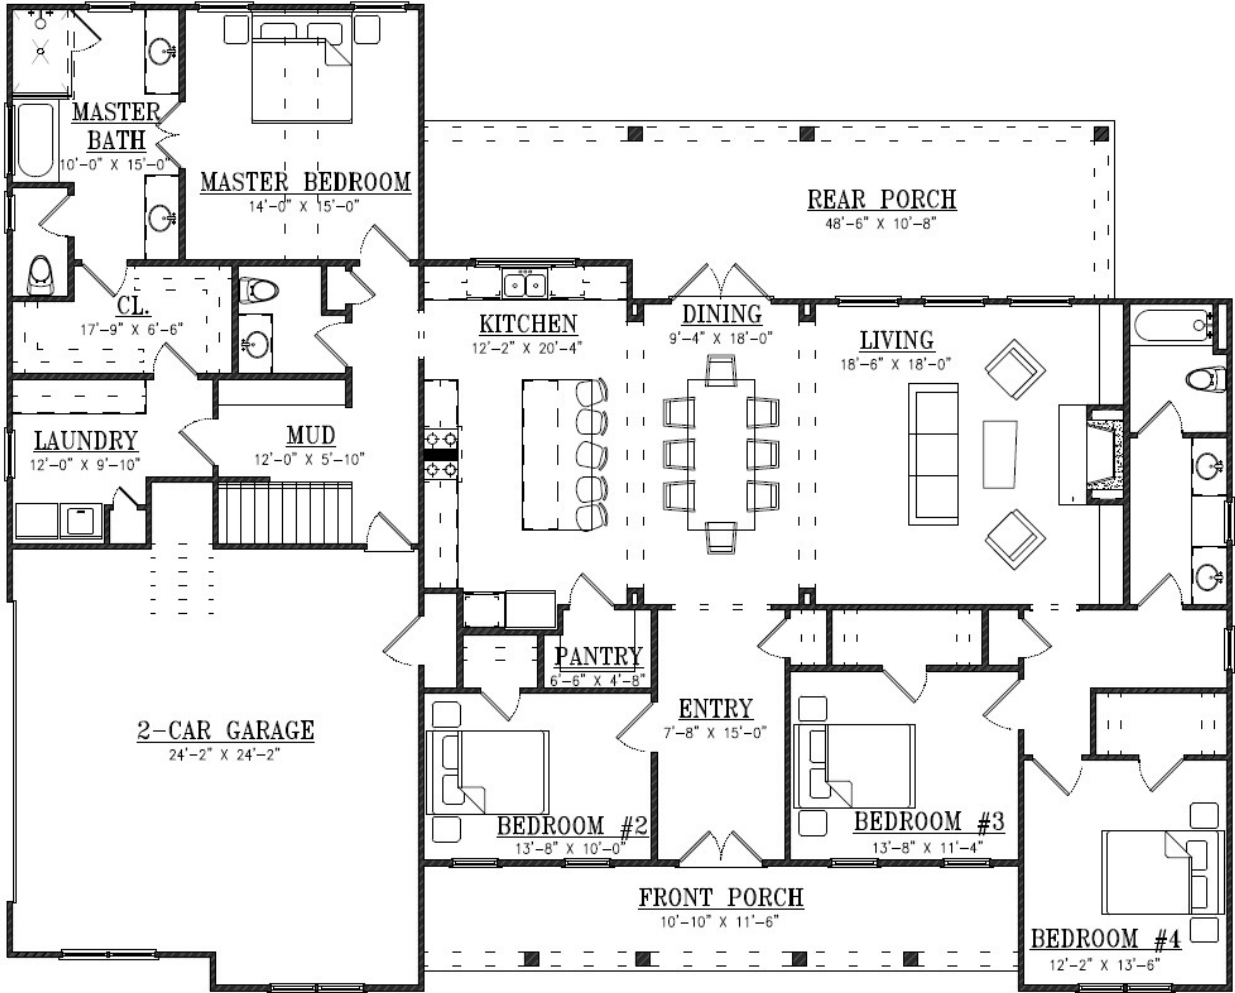 MASTER
BATH
10'-0" X 15'-0"
MASTER BEDROOM
14'-0" X 15'-0"
REAR PORCH
48'-6" X 10'-8"
CL.
17'-9" X 6'-6"
KITCHEN
12'-2" X 20'-4"
DINING
9'-4" X 18'-0"
LIVING
18'-6" X 18'-0"
LAUNDRY
12'-0" X 9'-10"
MUD
12'-0" X 5'-10"
PANTRY
6'-6" X 4'-8"
2-CAR GARAGE
24'-2" X 24'-2"
ENTRY
7'-8" X 15'-0"
BEDROOM #2
13'-8" X 10'-0"
BEDROOM #3
13'-8" X 11'-4"
FRONT PORCH
10'-10" X 11'-6"
BEDROOM #4
12'-2" X 13'-6"